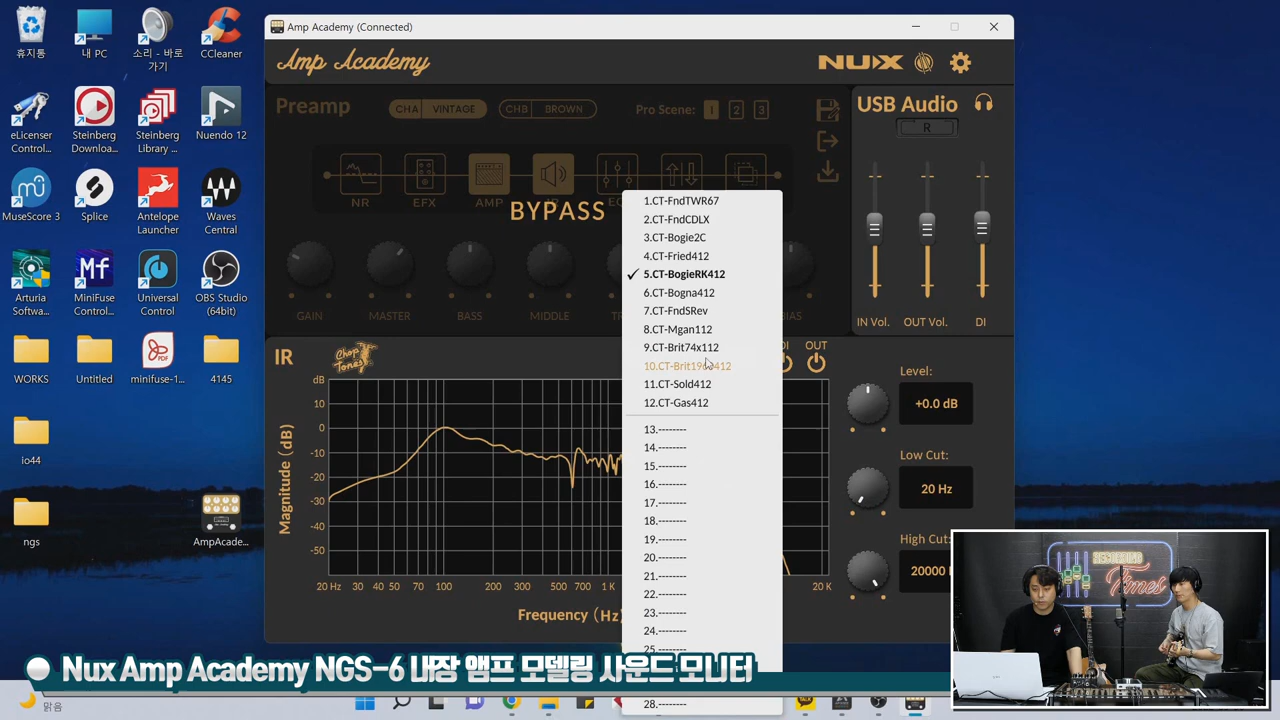 휴지통
내 PC
소리 - 바로 가기
CCleaner
eLicenser Control...
Steinberg Downloa...
Steinberg Library ...
Nuendo 12
MuseScore 3
Splice
Antelope Launcher
Waves Central
Arturia Softwa...
MiniFuse Control...
Universal Control
OBS Studio (64bit)
WORKS
Untitled
minifuse-1...
4145
io44
ngs
AmpAcade...
Amp Academy (Connected)
Amp Academy
NUX
Preamp
CHA VINTAGE
CHB BROWN
Pro Scene: 1 2 3
NR
EFX
AMP
BYPASS
GAIN
MASTER
BASS
MIDDLE
BIAS
USB Audio
R
IN Vol.
OUT Vol.
DI
1.CT-FndTWR67
2.CT-FndCDLX
3.CT-Bogie2C
4.CT-Fried412
5.CT-BogieRK412
6.CT-Bogna412
7.CT-FndSRev
8.CT-Mgan112
9.CT-Brit74x112
11.CT-Sold412
12.CT-Gas412
13.--------
14.--------
15.--------
16.--------
17.--------
18.--------
19.--------
20.--------
21.--------
22.--------
23.--------
24.--------
25.--------
28.--------
IR
Chop Tones
DI
OUT
dB
10
0
-10
-20
-30
-40
-50
Magnitude (dB)
20 Hz 30 40 50 70 100 200 300 500 700 1 K 20 K
Frequency (Hz)
Level:
+0.0 dB
Low Cut:
20 Hz
High Cut:
20000
Times
Nux Amp Academy NGS-6 내장 앰프 모델링 사운드 모니터
맑음